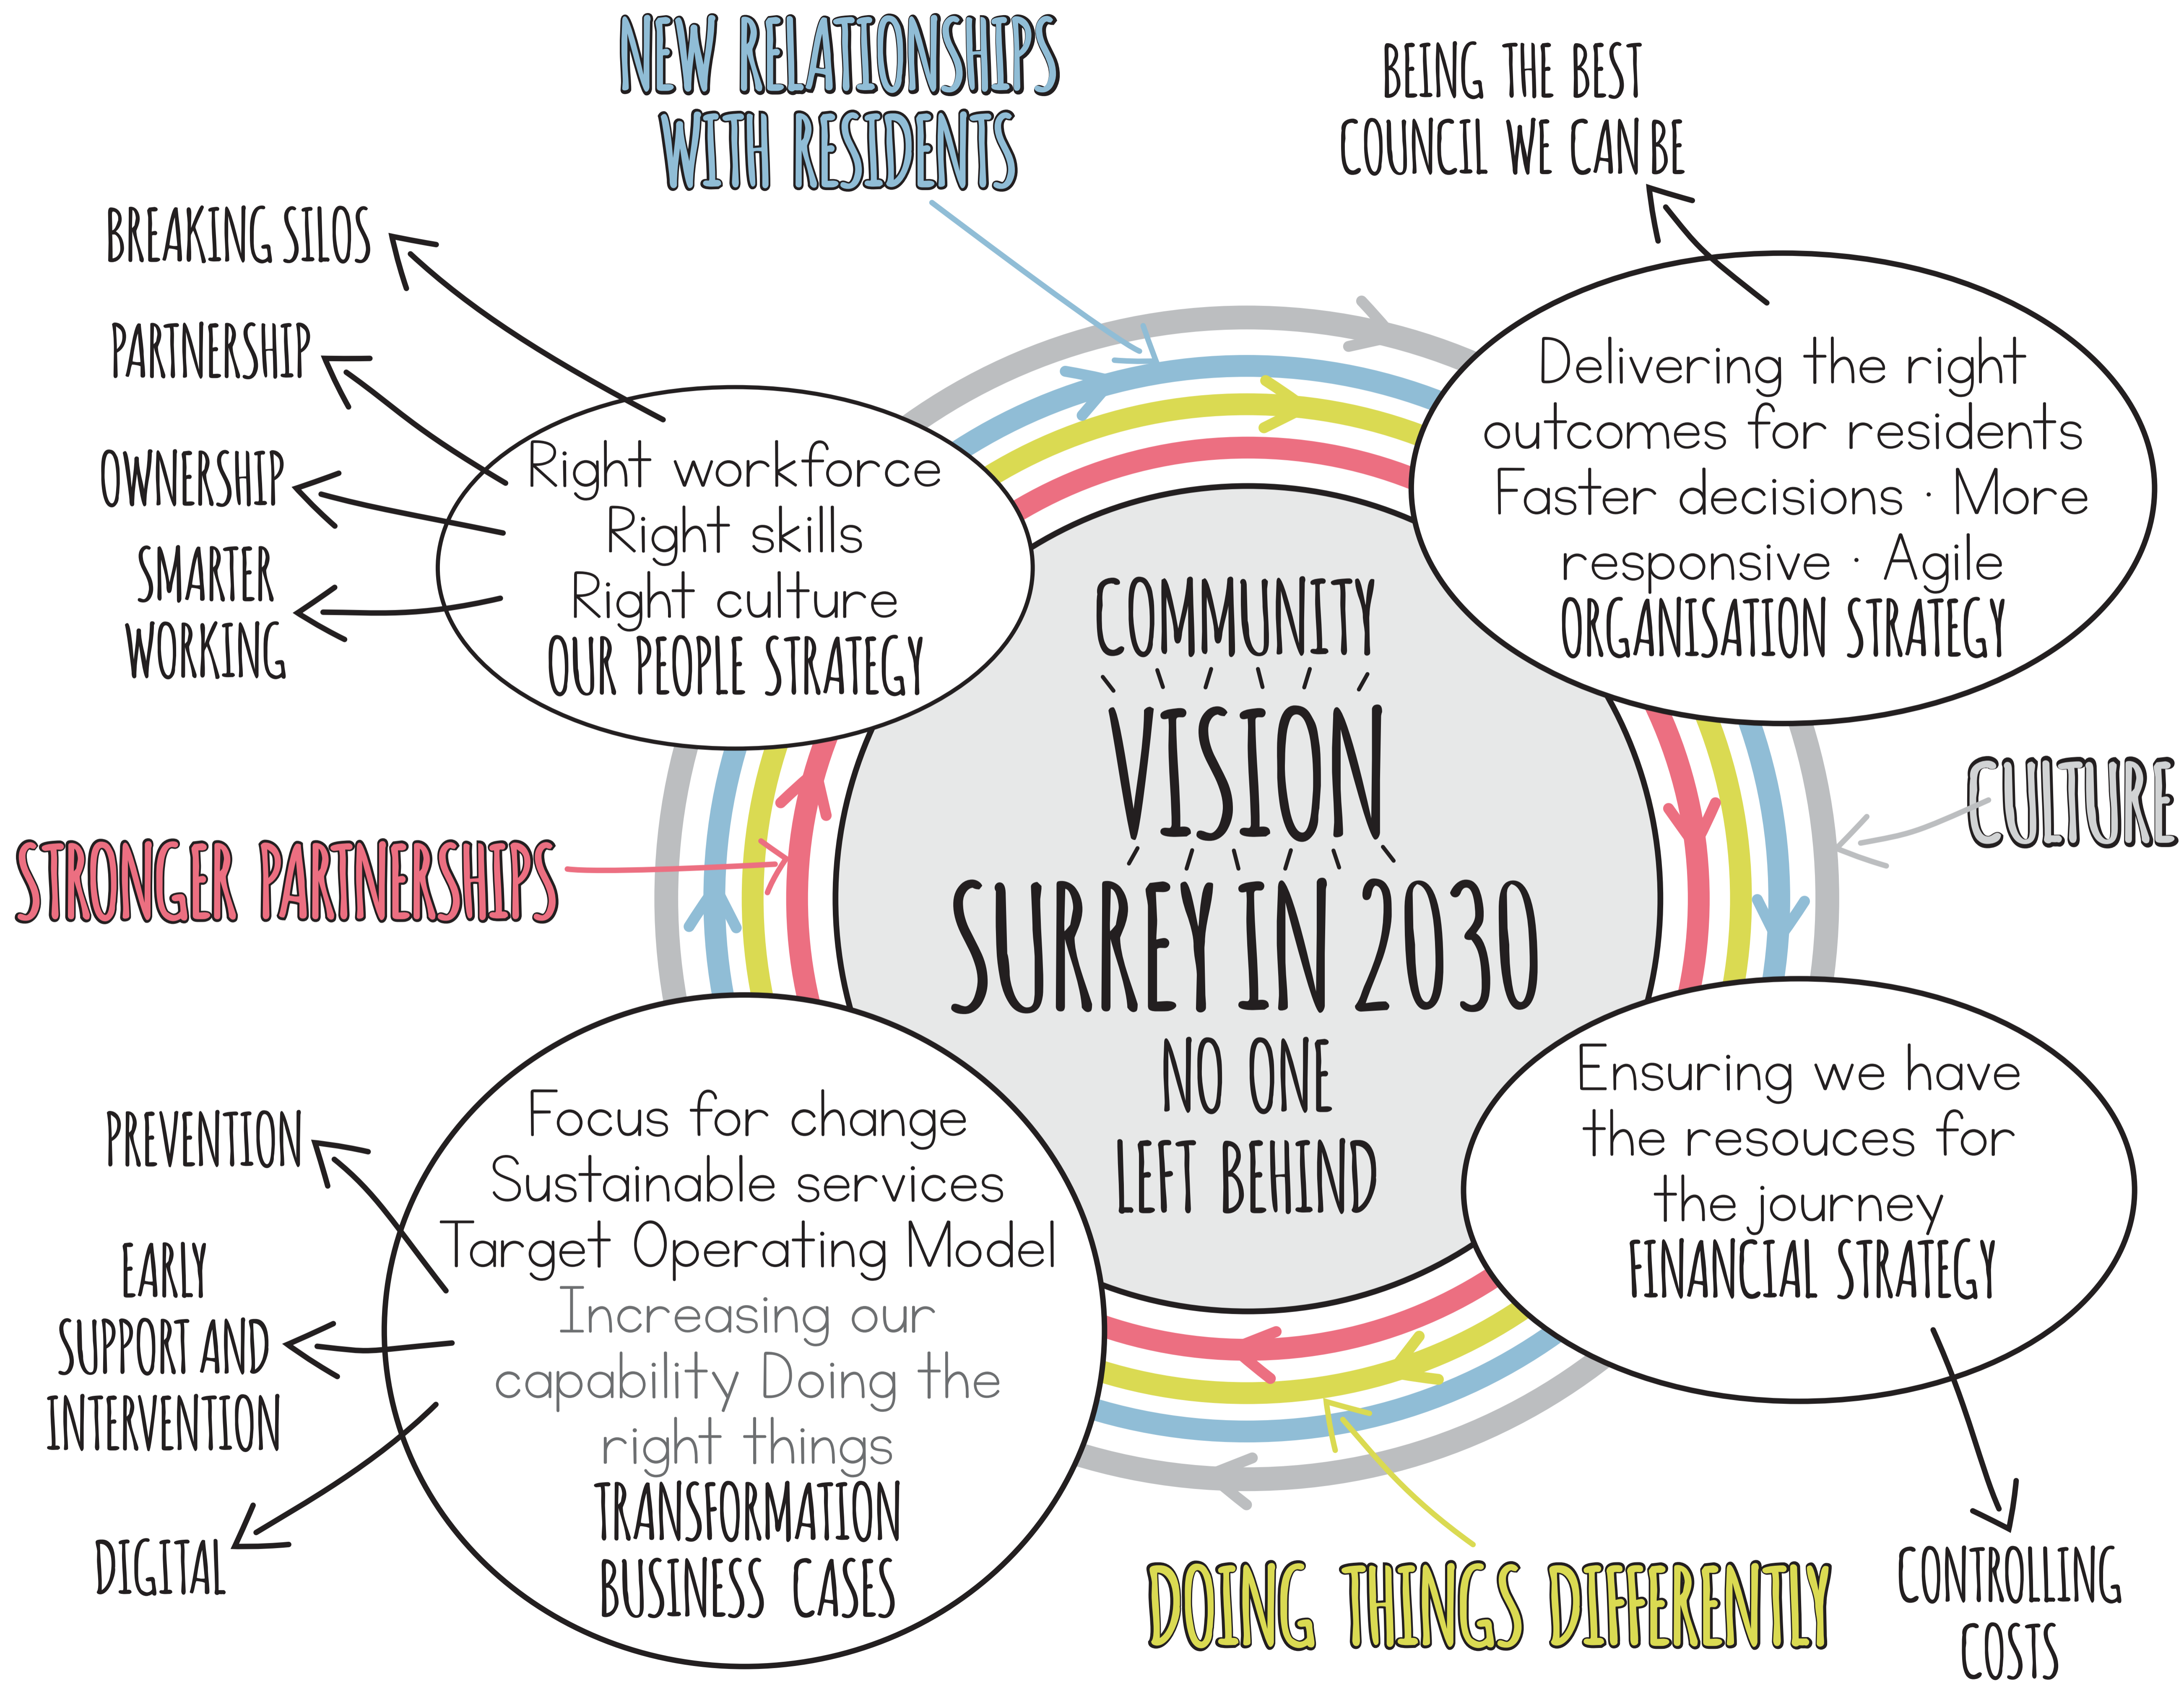 NEW RELATIONSHIPS
WITH RESIDENTS
BEING THE BEST
COUNCIL WE CAN BE
BREAKING SILOS
PARTNERSHIP
OWNERSHIP
SMARTER
WORKING
Right workforce
Right skills
Right culture
OUR PEOPLE STRATEGY
Delivering the right
outcomes for residents
Faster decisions · More
responsive · Agile
ORGANISATION STRATEGY
COMMUNITY
VISION
SURREY IN 2030
NO ONE
LEFT BEHIND
CULTURE
STRONGER PARTNERSHIPS
PREVENTION
EARLY
SUPPORT AND
INTERVENTION
DIGITAL
Focus for change
Sustainable services
Target Operating Model
Increasing our
capability Doing the
right things
TRANSFORMATION
BUSINESS CASES
Ensuring we have
the resouces for
the journey
FINANCIAL STRATEGY
DOING THINGS DIFFERENTLY
CONTROLLING
COSTS